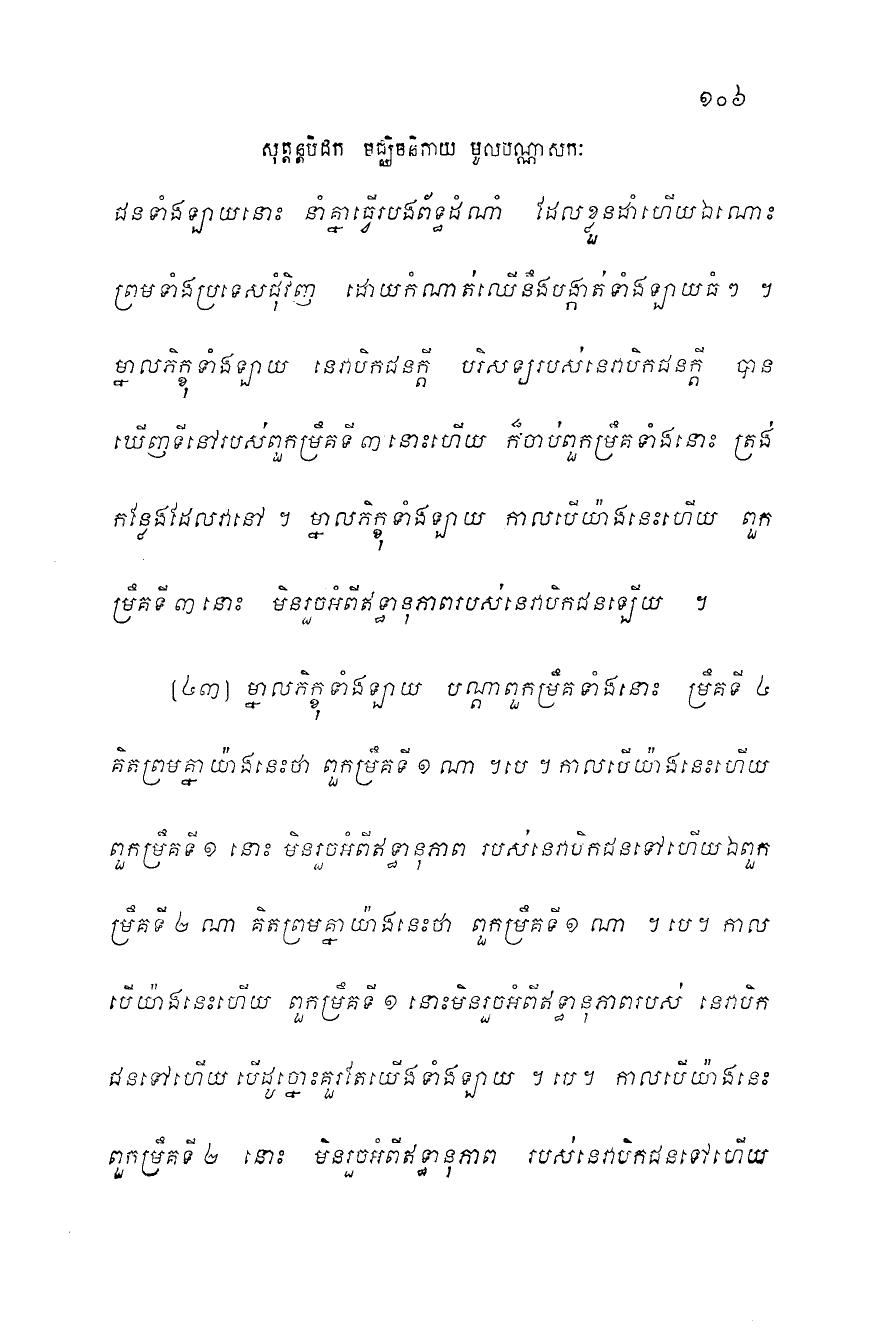 ១០៦
សុត្តន្តបិដក មជ្ឈិមនិកាយ មូលបណ្ណាសកៈ
ជនទាំងឡាយនោះ នាំគ្នាធ្វើរបងព័ទ្ធដំណាំ ដែលខ្លួនដាំហើយឯណោះ
ព្រមទាំងប្រទេសជុំវិញ ដោយកំណាត់ឈើនឹងបង្កាត់ទាំងឡាយធំៗ ។
ម្នាលភិក្ខុទាំងឡាយ នេវាបិកជនក្តី បរិសទ្យរបស់នេវាបិកជនក្តី បាន
ឃើញទីនៅរបស់ពួកម្រឹគទី ៣ នោះហើយ ក៏ចាប់ពួកម្រឹគទាំងនោះ ត្រង់
កន្លែងដែលវានៅ ។ ម្នាលភិក្ខុទាំងឡាយ កាលបើយ៉ាងនេះហើយ ពួក
ម្រឹគទី ៣ នោះ មិនរួចអំពីឥទ្ធានុភាពរបស់នេវាបិកជនឡើយ ។
(៤៣) ម្នាលភិក្ខុទាំងឡាយ បណ្តាពួកម្រឹគទាំងនោះ ម្រឹគទី ៤
គិតព្រមគ្នាយ៉ាងនេះថា ពួកម្រឹគទី ១ ណា ។បេ ។ កាលបើយ៉ាងនេះហើយ
ពួកម្រឹគទី ១ នោះ មិនរួចអំពីឥទ្ធានុភាព របស់នេវាបិកជនទៅហើយឯពួក
ម្រឹគទី ២ ណា គិតព្រមគ្នាយ៉ាងនេះថា ពួកម្រឹគទី ១ ណា ។ បេ ។ កាល
បើយ៉ាងនេះហើយ ពួកម្រឹគទី ១ នោះមិនរួចអំពីឥទ្ធានុភាពរបស់ នេវាបិក
ជនទៅហើយ បើដូច្នោះគួរតែយើងទាំងឡាយ ។ បេ ។ កាលបើយ៉ាងនេះ
ពួកម្រឹគទី ២ នោះ មិនរួចអំពីឥទ្ធានុភាព របស់នេវាបិកជនទៅហើយ